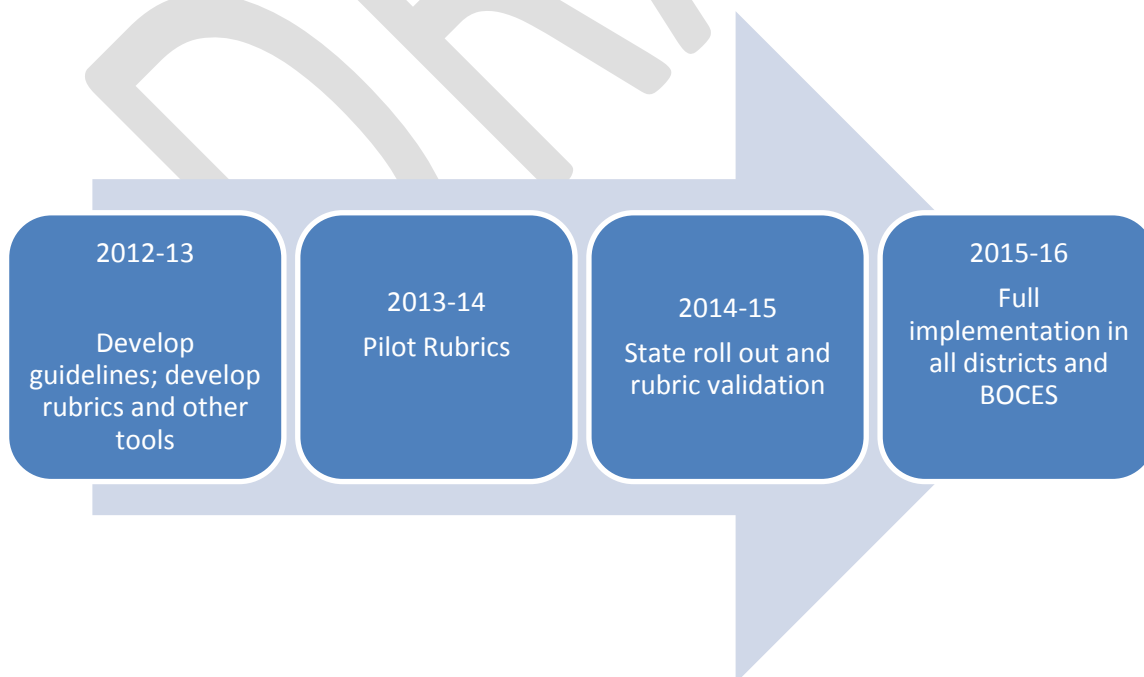 2012-13
Develop
guidelines; develop
rubrics and other
tools
2013-14
Pilot Rubrics
2014-15
State roll out and
rubric validation
2015-16
Full
implementation in
all districts and
BOCES